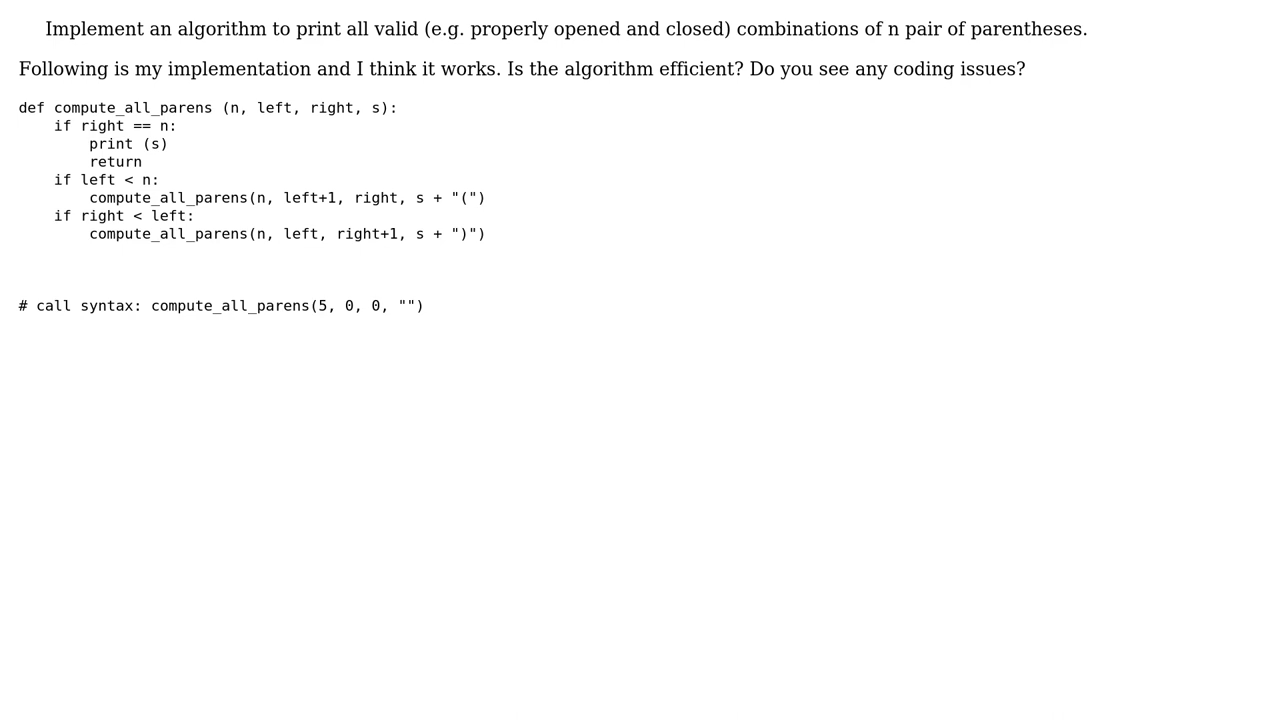 Implement an algorithm to print all valid (e.g. properly opened and closed) combinations of n pair of parentheses.
Following is my implementation and I think it works. Is the algorithm efficient? Do you see any coding issues?
def compute_all_parens (n, left, right, s):
    if right == n:
        print (s)
        return
    if left < n:
        compute_all_parens(n, left+1, right, s + "(")
    if right < left:
        compute_all_parens(n, left, right+1, s + ")")
# call syntax: compute_all_parens(5, 0, 0, "")